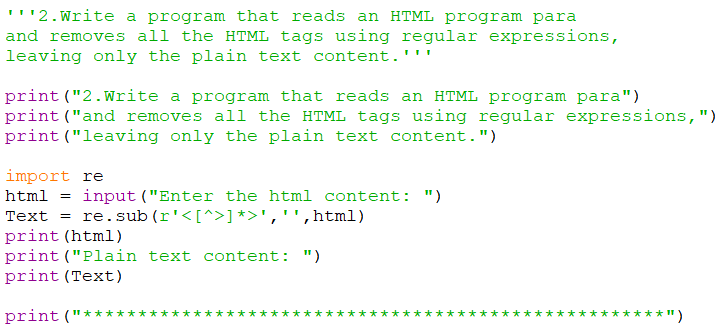 '''2.Write a program that reads an HTML program para
and removes all the HTML tags using regular expressions,
leaving only the plain text content.'''
print("2.Write a program that reads an HTML program para")
print("and removes all the HTML tags using regular expressions,")
print("leaving only the plain text content.")
import re
html = input("Enter the html content: ")
Text = re.sub(r'<[^>]*>','',html)
print(html)
print("Plain text content: ")
print(Text)
print("*****************************************************")